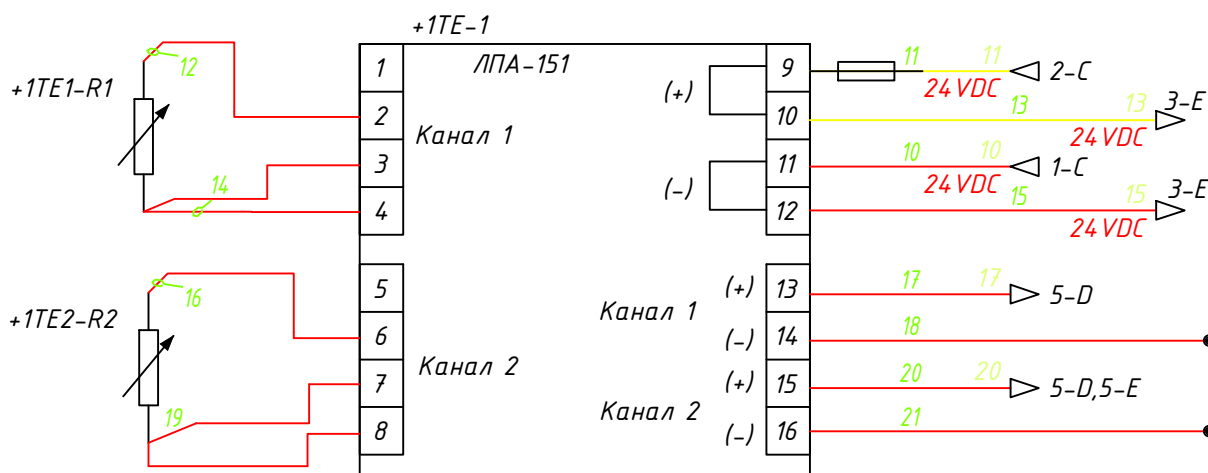 +1TE-1
ЛПА-151
+1TE1-R1
12
14
1
2
3
4
Канал 1
+1TE2-R2
16
19
5
6
7
8
Канал 2
(+)
9
10
11 11 2-C
24 VDC
13 13 3-E
24 VDC
(-)
11
12
10 10 1-C
24 VDC
15 15 3-E
24 VDC
Канал 1
(+) 13 17 17 5-D
(-) 14 18
Канал 2
(+) 15 20 20 5-D,5-E
(-) 16 21